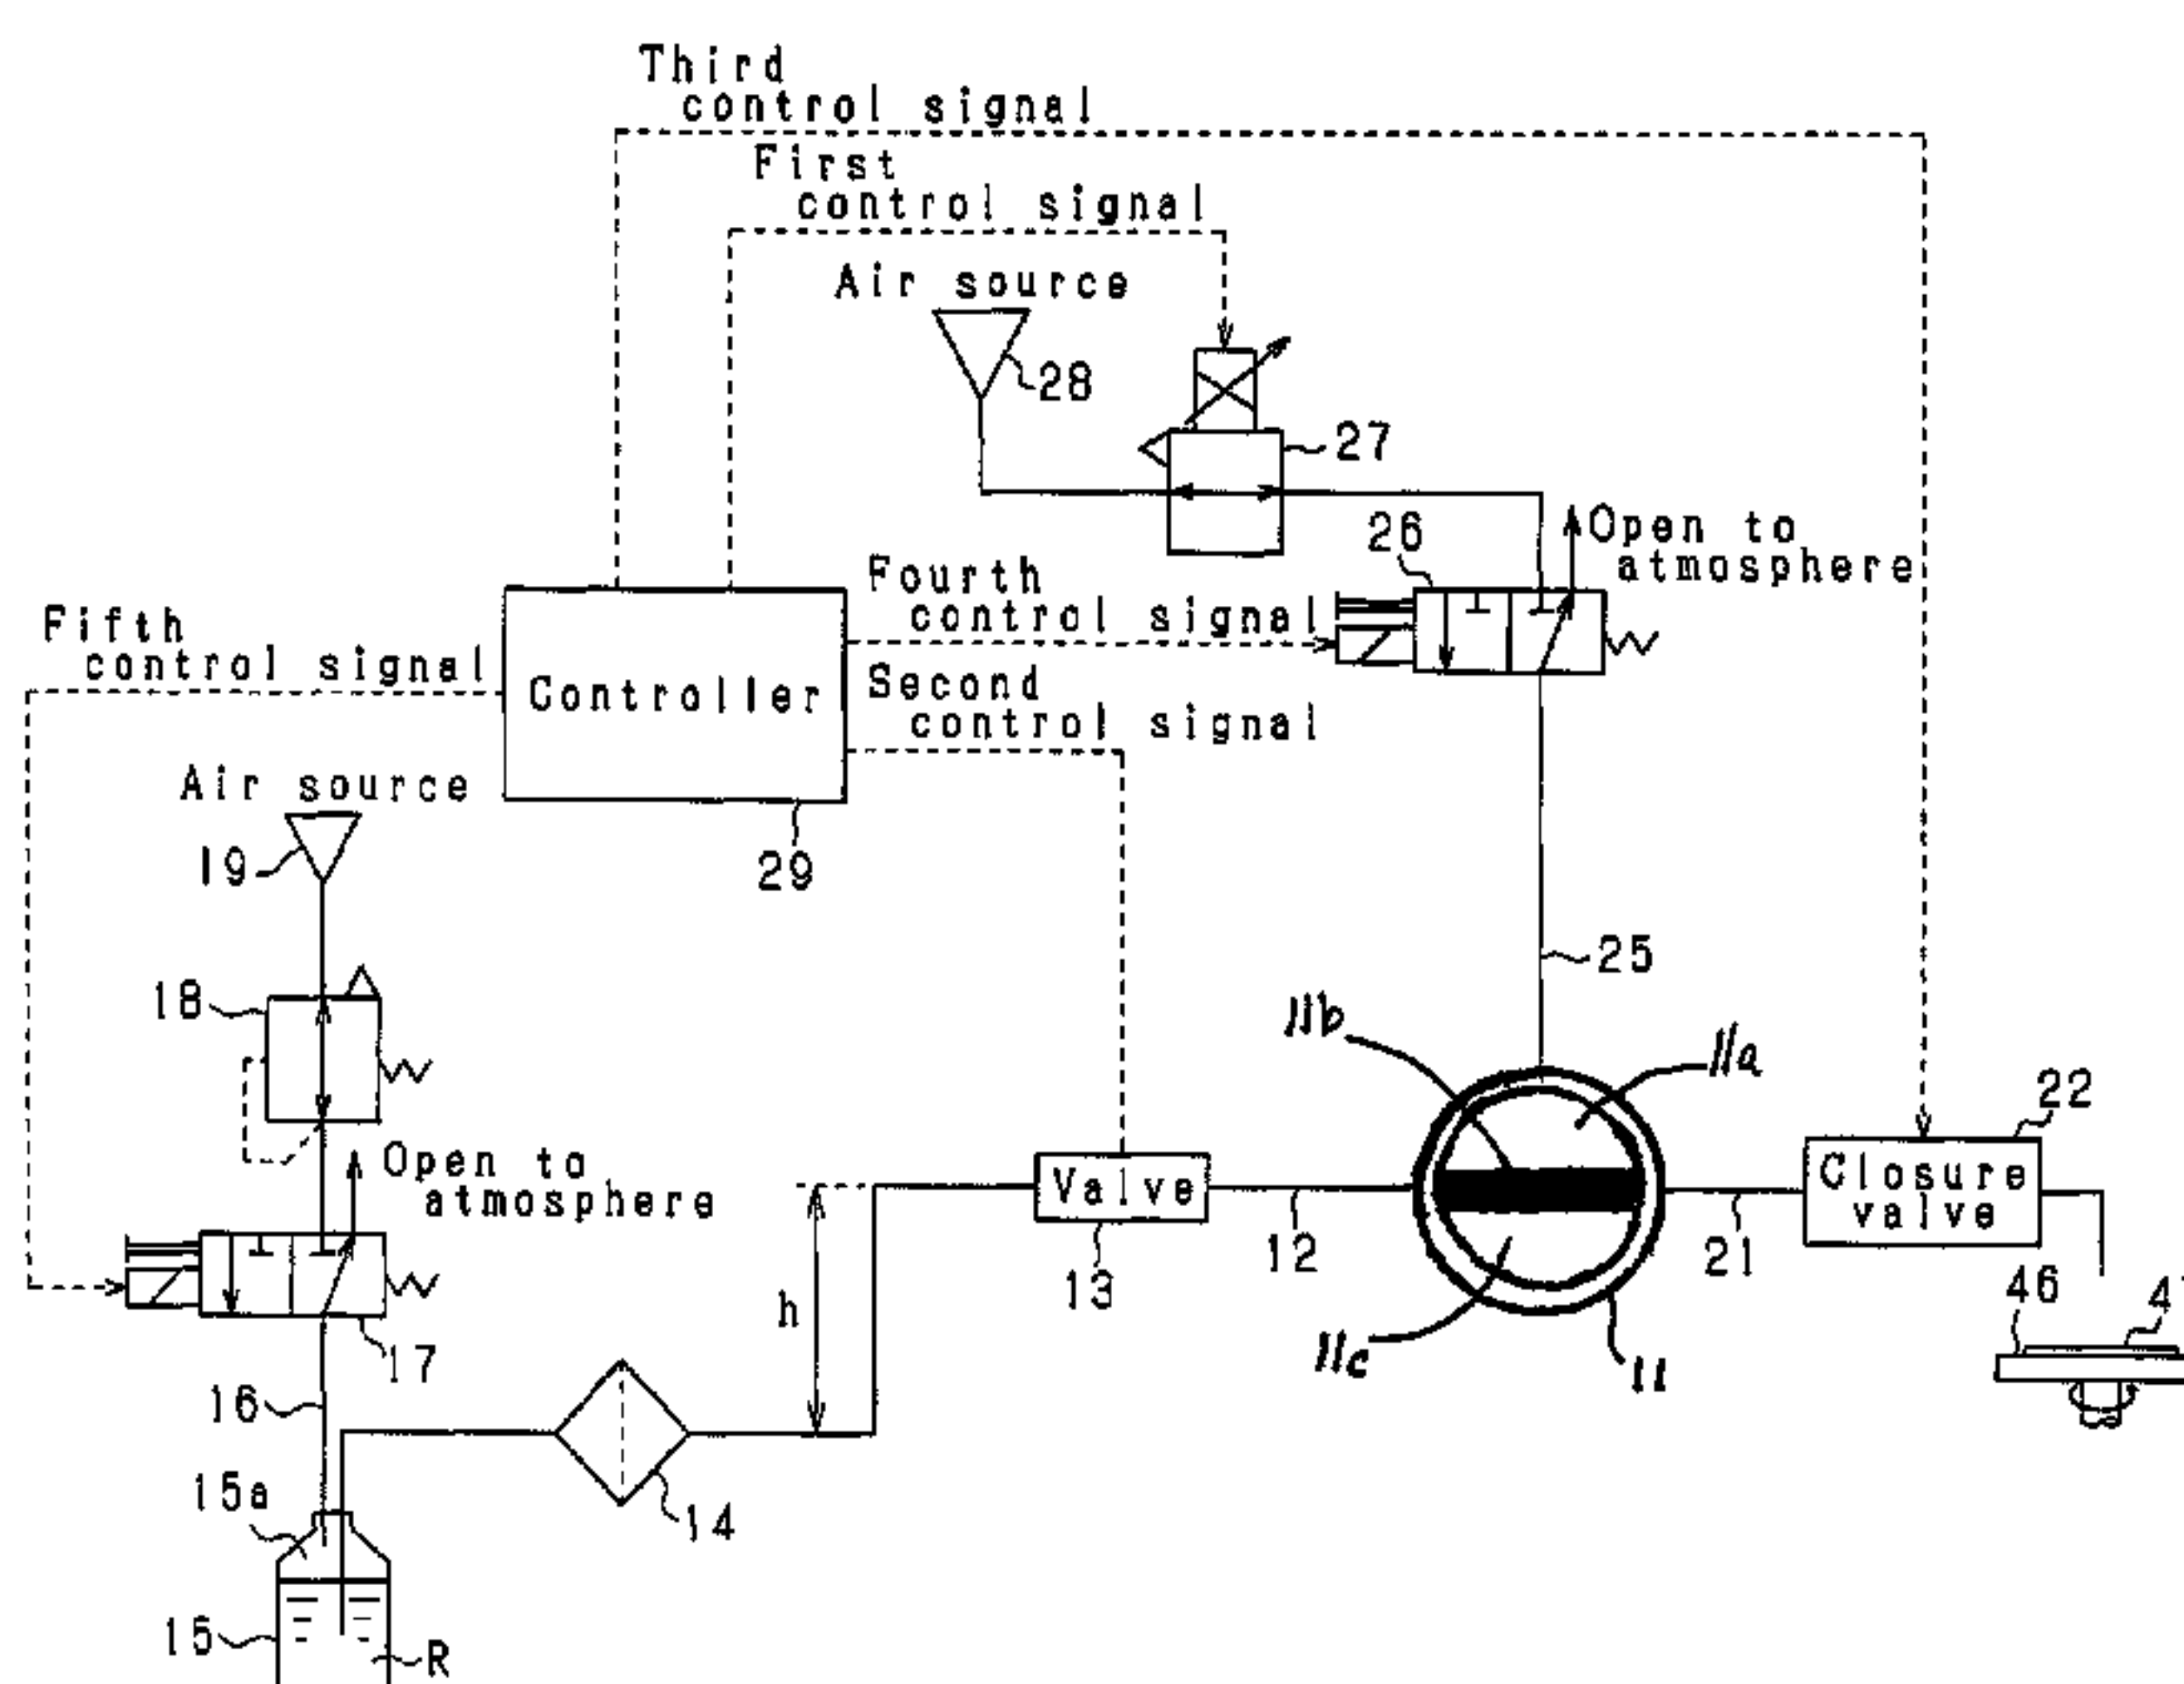 Third
control signal
First
control signal
Air source
28
27
26
Open to
atmosphere
Fourth
control signal
Fifth
control signal
Controller
Second
control signal
Air source
19
29
25
18
11b
11a
22
Open to
atmosphere
Valve
Closure
valve
12
21
13
h
46
17
11c
11
16
15a
14
15
R